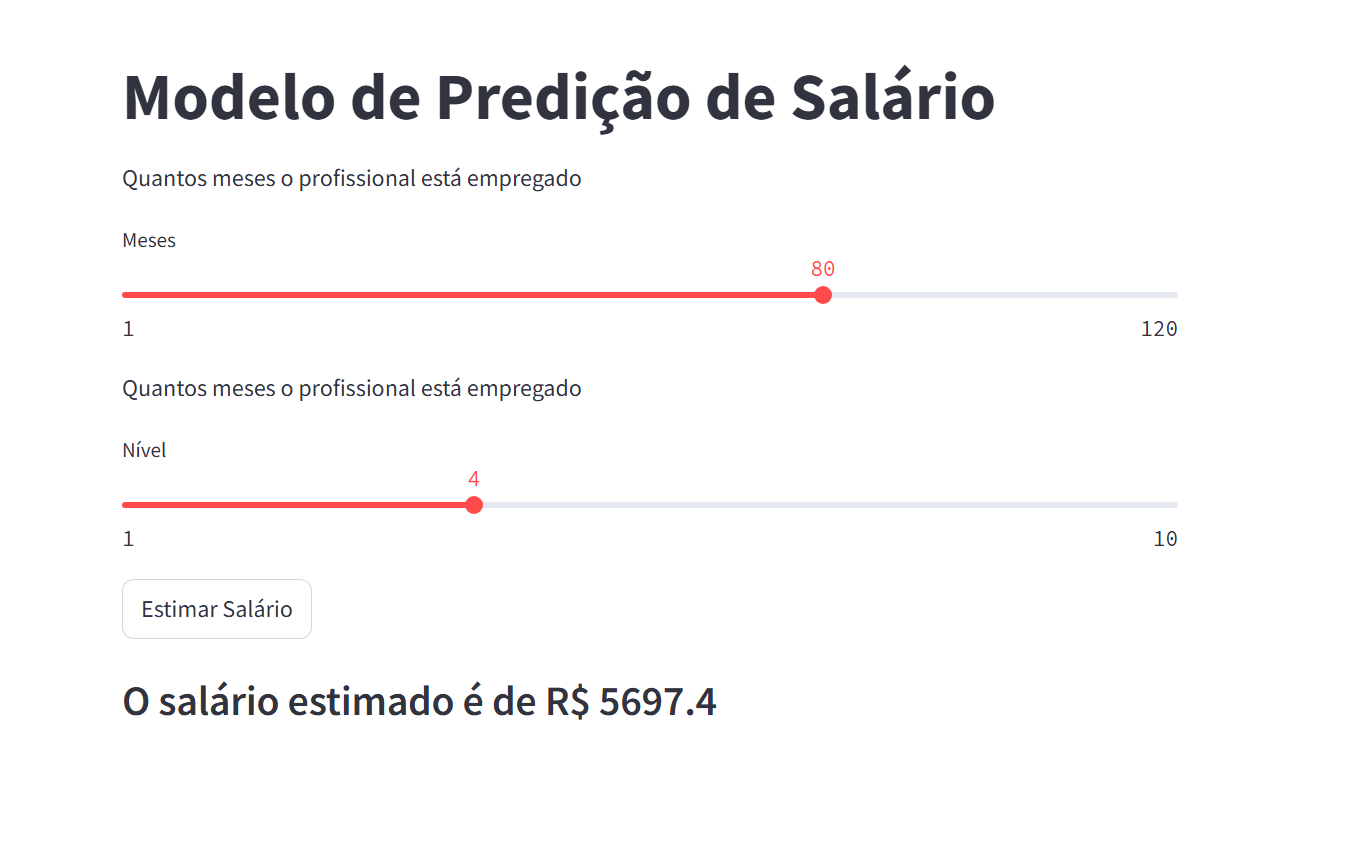 Modelo de Predição de Salário
Quantos meses o profissional está empregado
Meses
80
1 120
Quantos meses o profissional está empregado
Nível
4
1 10
Estimar Salário
O salário estimado é de R$ 5697.4